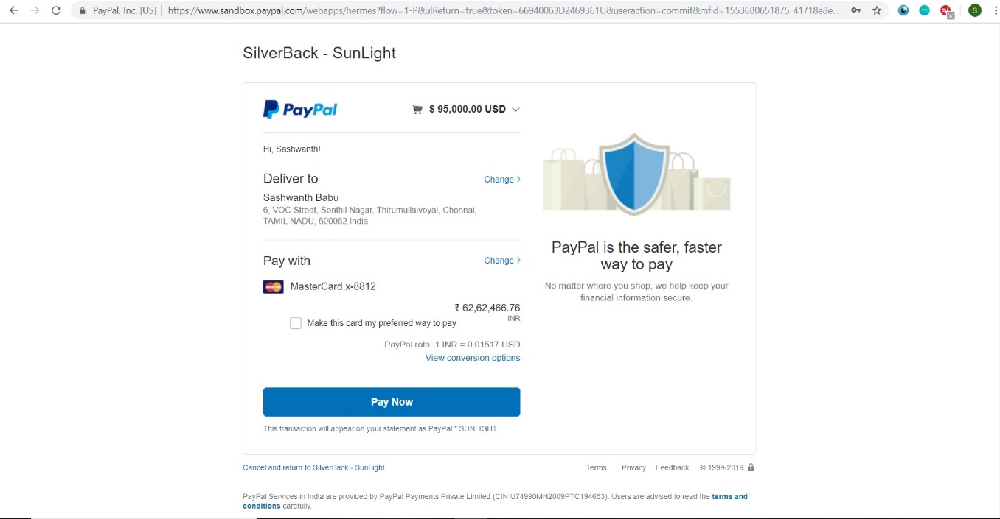 PayPal, Inc. [US] | https://www.sandbox.paypal.com/webapps/hermes?flow=1-P&ulReturn=true&token=66940063D2469361U&useraction=commit&mfid=1553680651875_41718e8e...
S
SilverBack - SunLight
PayPal
$ 95,000.00 USD
Hi, Sashwanth!
Deliver to
Change
Sashwanth Babu
6, VOC Street, Senthil Nagar, Thirumullaivoyal, Chennai,
TAMIL NADU, 600062 India
Pay with
Change
MasterCard
MasterCard x-8812
₹ 62,62,466.76
INR
Make this card my preferred way to pay
PayPal rate: 1 INR = 0.01517 USD
View conversion options
Pay Now
This transaction will appear on your statement as PayPal * SUNLIGHT .
PayPal is the safer, faster
way to pay
No matter where you shop, we help keep your
financial information secure.
Cancel and return to SilverBack - SunLight
Terms
Privacy
Feedback
© 1999-2019
PayPal Services in India are provided by PayPal Payments Private Limited (CIN U74990MH2009PTC194653). Users are advised to read the terms and
conditions carefully.